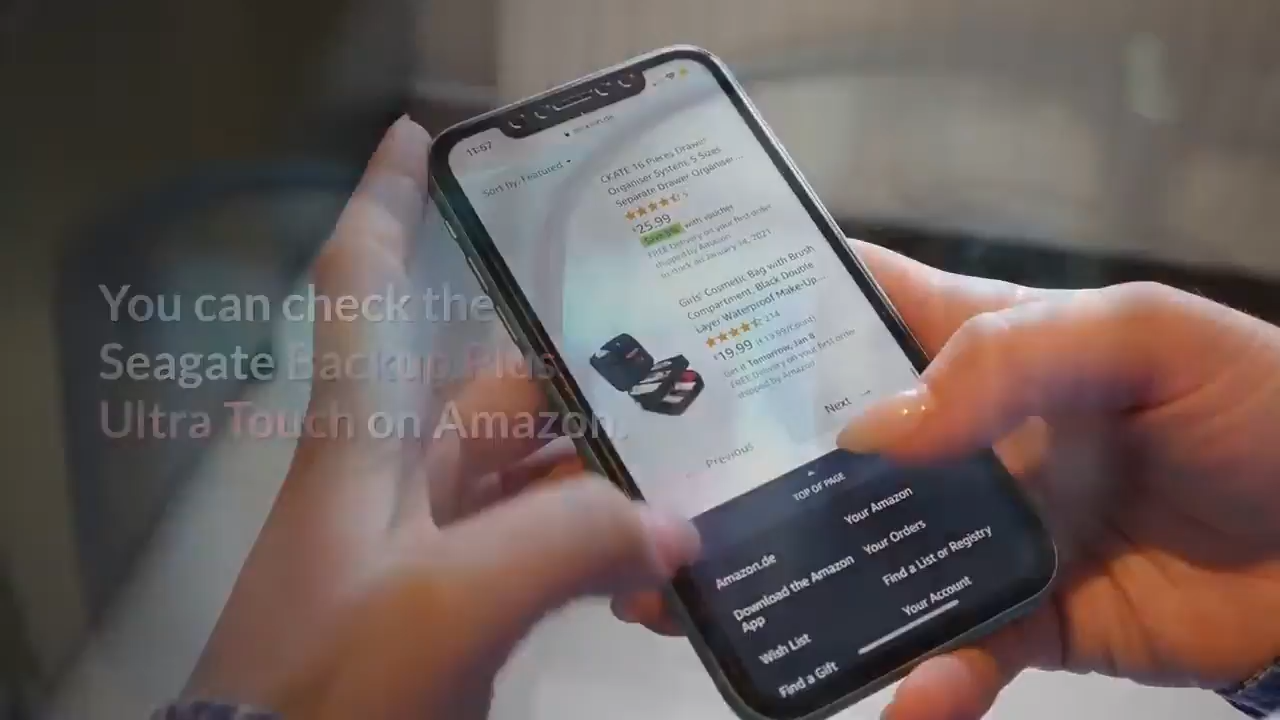 You can check the
Seagate Backup Plus
Ultra Touch on Amazon.
11:57
Sort by: Featured
CKATE 16 Pieces Drawer
Organiser System, 5 Sizes
Separate Drawer Organiser...
25.99
Save 5% with voucher
FREE Delivery on your first order
shipped by Amazon
In stock on January 14, 2021
Girls' Cosmetic Bag with Brush
Compartment, Black Double
Layer Waterproof Make-Up...
214
19.99 (€19.99/Count)
Get it Tomorrow, Jan 8
FREE Delivery on your first order
shipped by Amazon
Previous
Next →
TOP OF PAGE
Amazon.de
Your Amazon
Download the Amazon
App
Your Orders
Wish List
Find a List or Registry
Find a Gift
Your Account